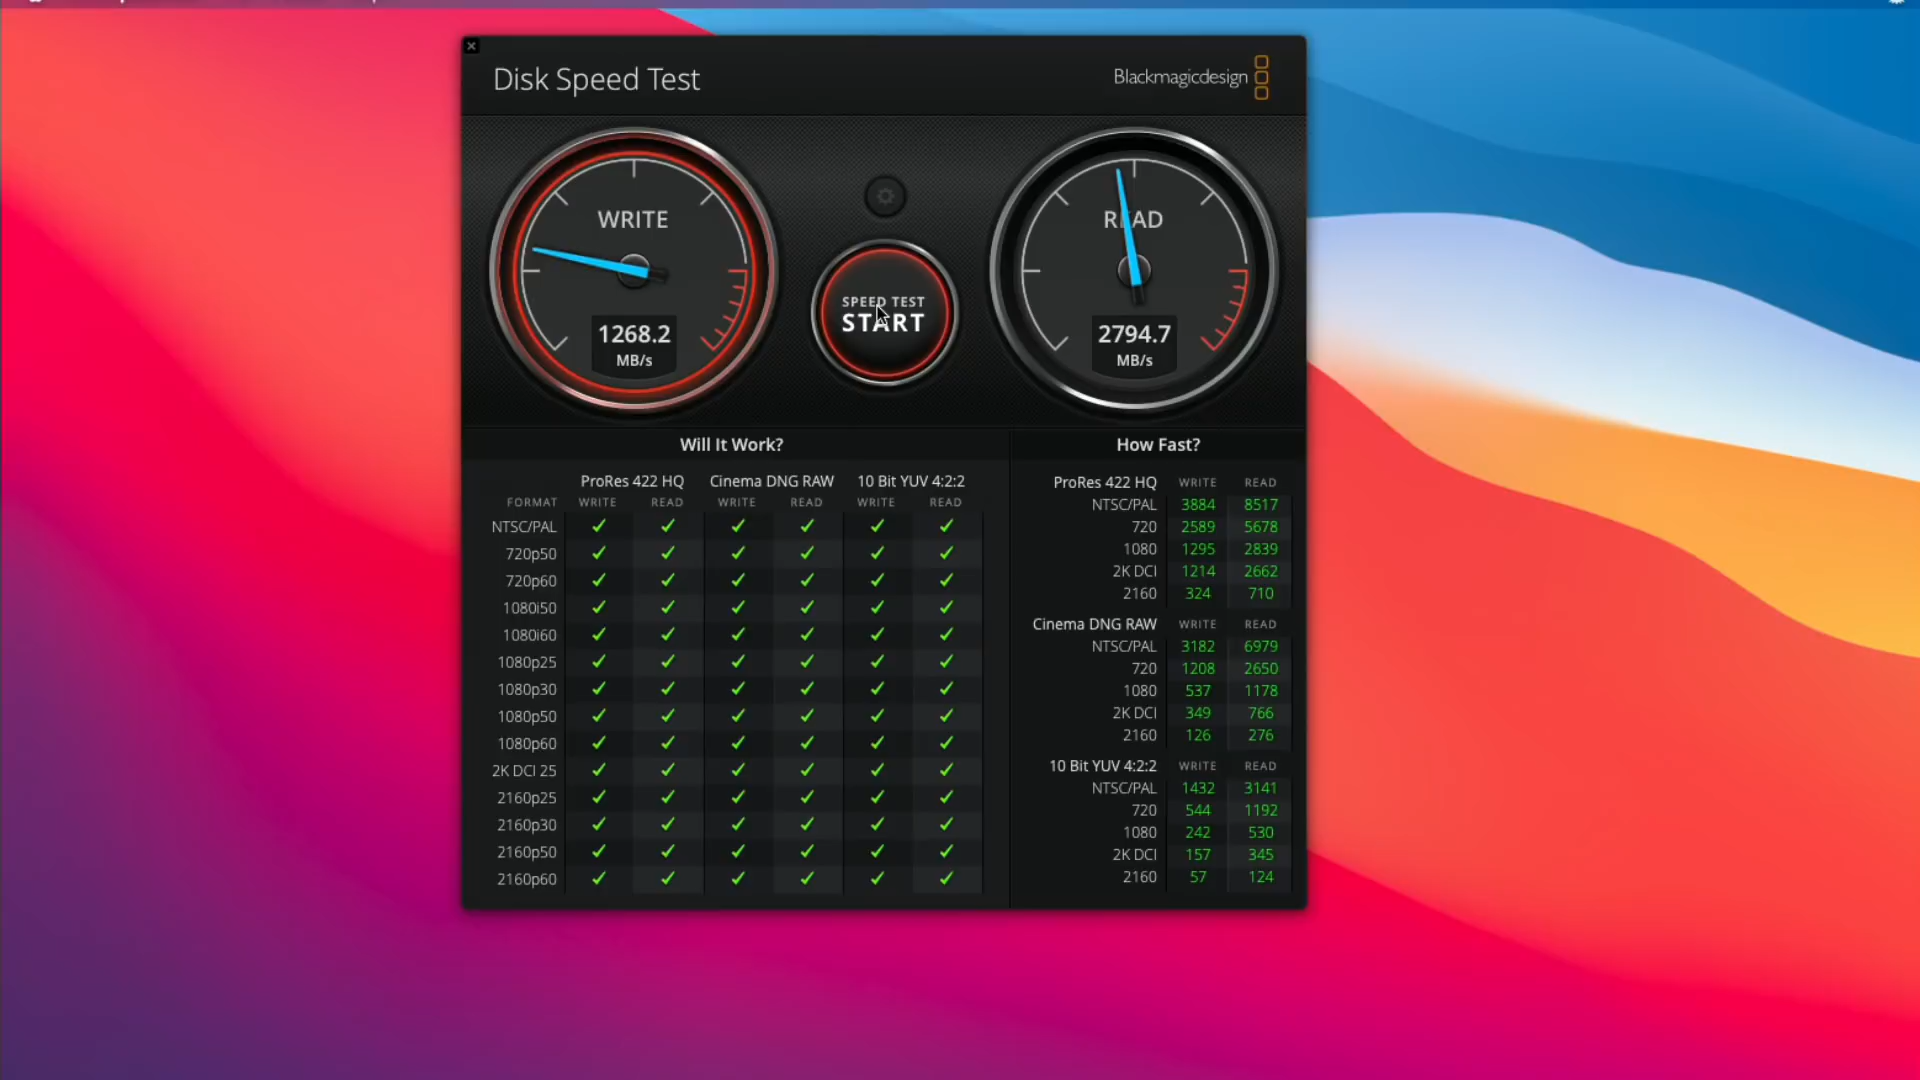 Disk Speed Test
Blackmagicdesign
WRITE
1268.2
MB/s
SPEED TEST
START
READ
2794.7
MB/s
Will It Work?
ProRes 422 HQ Cinema DNG RAW 10 Bit YUV 4:2:2
FORMAT WRITE READ WRITE READ WRITE READ
NTSC/PAL ✓ ✓ ✓ ✓ ✓ ✓
720p50 ✓ ✓ ✓ ✓ ✓ ✓
720p60 ✓ ✓ ✓ ✓ ✓ ✓
1080i50 ✓ ✓ ✓ ✓ ✓ ✓
1080i60 ✓ ✓ ✓ ✓ ✓ ✓
1080p25 ✓ ✓ ✓ ✓ ✓ ✓
1080p30 ✓ ✓ ✓ ✓ ✓ ✓
1080p50 ✓ ✓ ✓ ✓ ✓ ✓
1080p60 ✓ ✓ ✓ ✓ ✓ ✓
2K DCI 25 ✓ ✓ ✓ ✓ ✓ ✓
2160p25 ✓ ✓ ✓ ✓ ✓ ✓
2160p30 ✓ ✓ ✓ ✓ ✓ ✓
2160p50 ✓ ✓ ✓ ✓ ✓ ✓
2160p60 ✓ ✓ ✓ ✓ ✓ ✓
How Fast?
ProRes 422 HQ WRITE READ
NTSC/PAL 3884 8517
720 2589 5678
1080 1295 2839
2K DCI 1214 2662
2160 324 710
Cinema DNG RAW WRITE READ
NTSC/PAL 3182 6979
720 1208 2650
1080 537 1178
2K DCI 349 766
2160 126 276
10 Bit YUV 4:2:2 WRITE READ
NTSC/PAL 1432 3141
720 544 1192
1080 242 530
2K DCI 157 345
2160 57 124